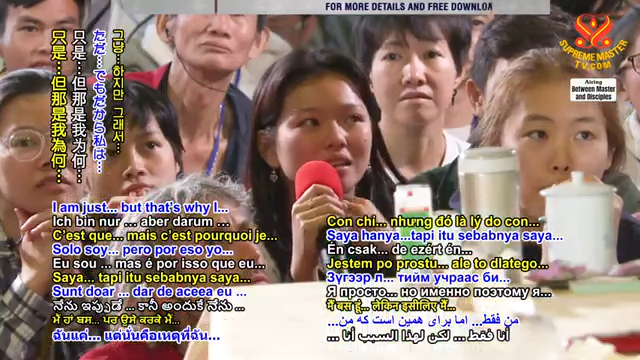 FOR MORE DETAILS AND FREE DOWNLOA
SUPREME MASTER
TV.COM
Airing
Between Master
and Disciples
그냥…하지만 그래서…
ただ…でもだから私は…
只是…但那是我为何…
只是…但那是我為何…
I am just... but that's why I...
Ich bin nur ... aber darum ...
C'est que... mais c'est pourquoi je...
Solo soy... pero por eso yo...
Eu sou ... mas é por isso que eu...
Saya... tapi itu sebabnya saya...
Sunt doar ... dar de aceea eu ...
నేను ఇప్పుడే ... కానీ అందుకే నేను ...
ਮੈਂ ਹਾਂ ਬਸ... ਪਰ ਉਸੇ ਕਰਕੇ ਮੈਂ...
ฉันแค่... แต่นั่นคือเหตุที่ฉัน...
Con chỉ... nhưng đó là lý do con...
Saya hanya...tapi itu sebabnya saya...
Én csak... de ezért én...
Jestem po prostu... ale to dlatego...
Зүгээр л... тийм учраас би...
Я просто... но именно поэтому я...
मैं बस हूं... लेकिन इसीलिए मैं...
من فقط... اما برای همین است که من...
أنا فقط... لكن لهذا السبب أنا ...